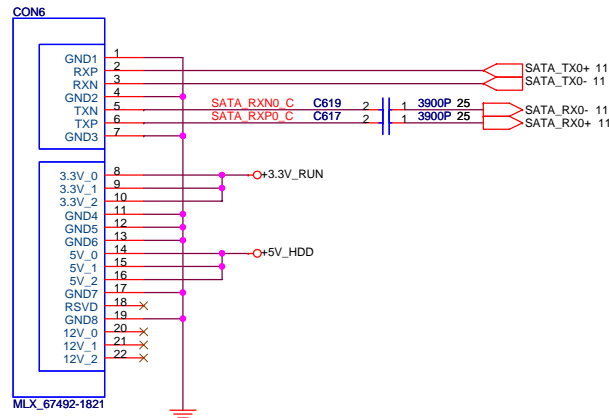 CON6
GND1 1
RXP 2 SATA_TX0+ 11
RXN 3 SATA_TX0- 11
GND2 4
TXN 5 SATA_RXN0_C C619 2 1 3900P 25 SATA_RX0- 11
TXP 6 SATA_RXP0_C C617 2 1 3900P 25 SATA_RX0+ 11
GND3 7
3.3V_0 8 +3.3V_RUN
3.3V_1 9
3.3V_2 10
GND4 11
GND5 12
GND6 13
5V_0 14 +5V_HDD
5V_1 15
5V_2 16
GND7 17
RSVD 18
GND8 19
12V_0 20
12V_1 21
12V_2 22
MLX_67492-1821